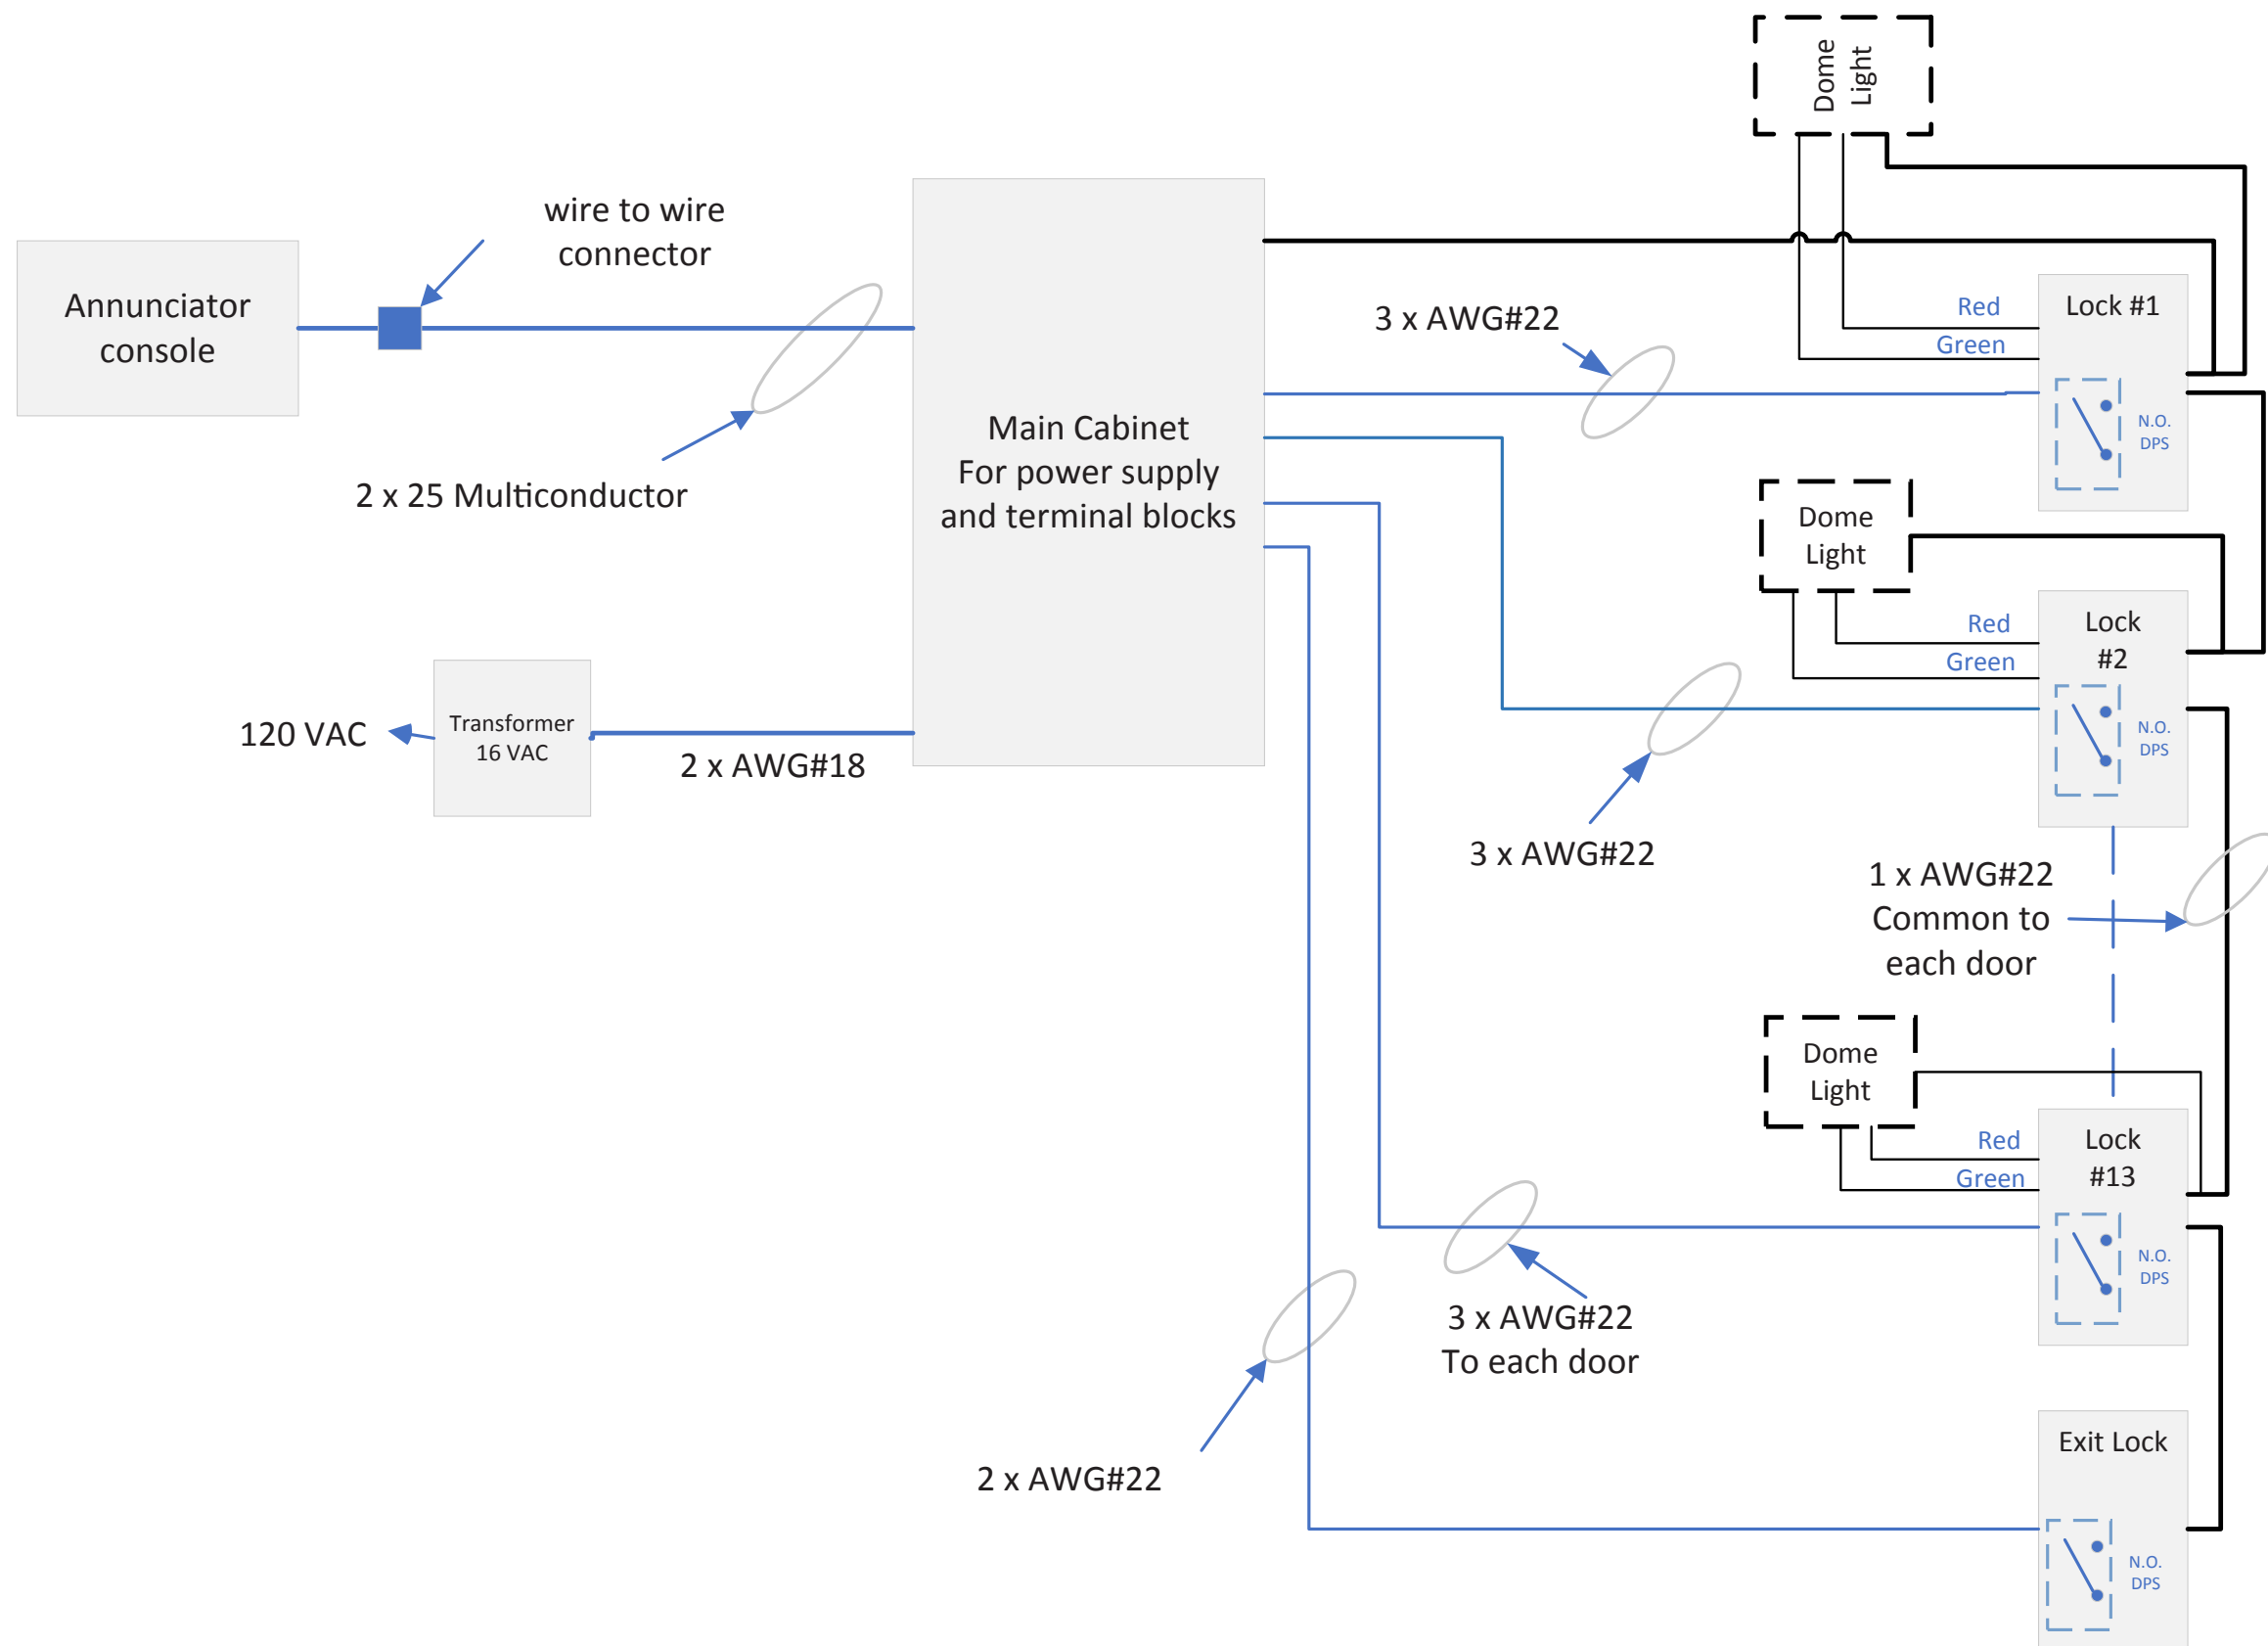 Dome
Light
wire to wire
connector
Annunciator
console
2 x 25 Multiconductor
Main Cabinet
For power supply
and terminal blocks
3 x AWG#22
Red
Green
Lock #1
N.O.
DPS
Dome
Light
Red
Green
Lock
#2
N.O.
DPS
120 VAC
Transformer
16 VAC
2 x AWG#18
3 x AWG#22
1 x AWG#22
Common to
each door
Dome
Light
Red
Green
Lock
#13
N.O.
DPS
3 x AWG#22
To each door
2 x AWG#22
Exit Lock
N.O.
DPS